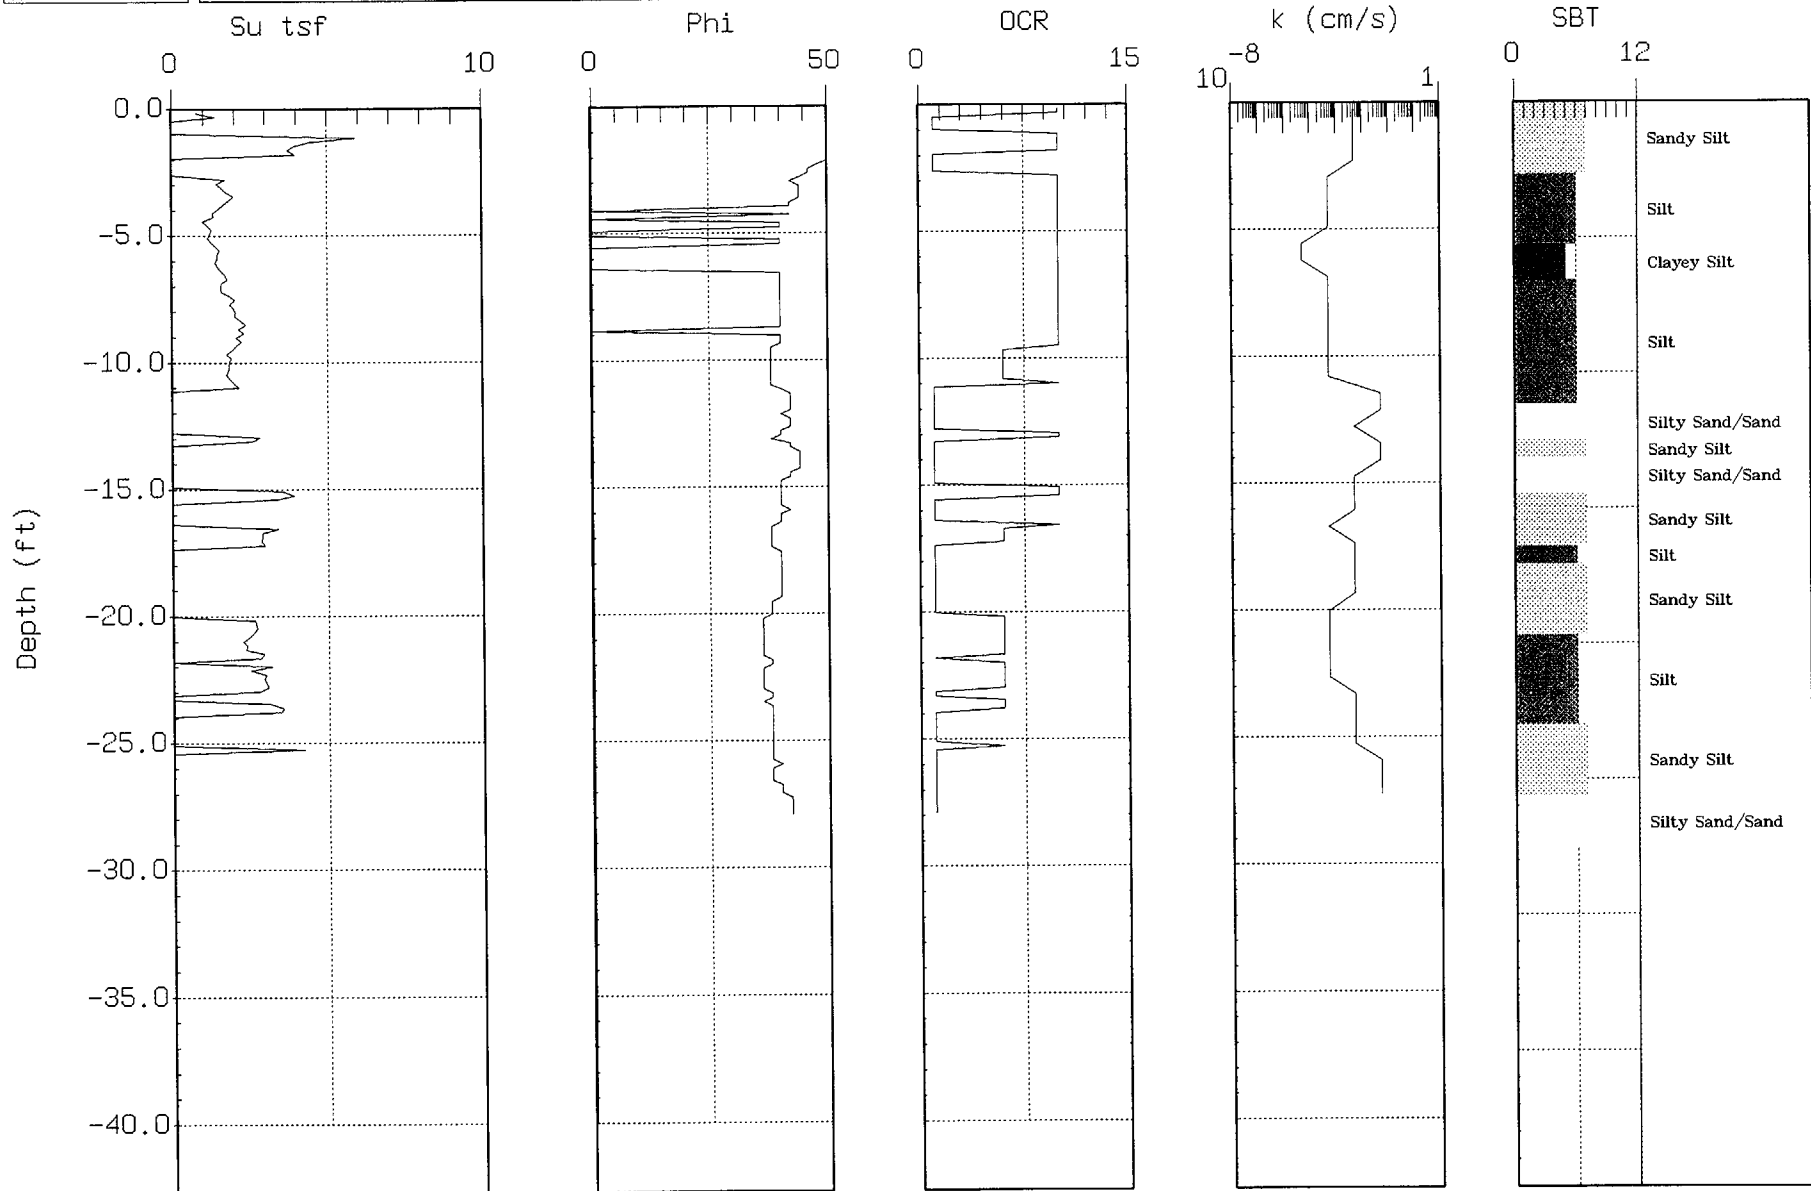 Su tsf
Phi
OCR
k (cm/s)
SBT
0 10
0 50
0 15
10 -8 1
0 12
Depth (ft)
0.0
-5.0
-10.0
-15.0
-20.0
-25.0
-30.0
-35.0
-40.0
Sandy Silt
Silt
Clayey Silt
Silt
Silty Sand/Sand
Sandy Silt
Silty Sand/Sand
Sandy Silt
Silt
Sandy Silt
Silt
Sandy Silt
Silty Sand/Sand